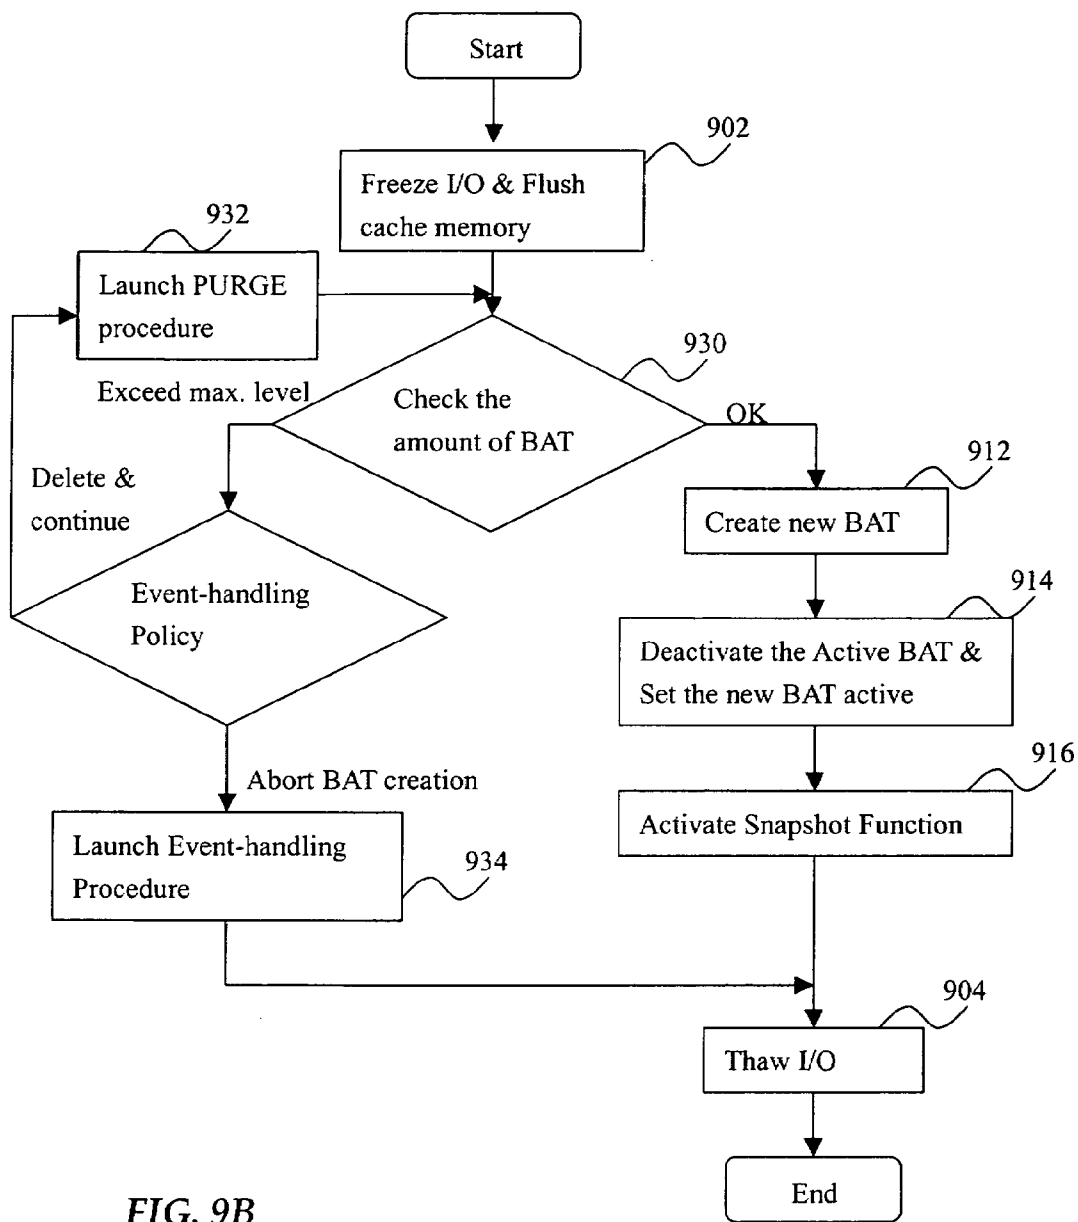 Start
902
Freeze I/O & Flush
cache memory
932
Launch PURGE
procedure
930
Exceed max. level
Check the
amount of BAT
OK
912
Create new BAT
Delete &
continue
Event-handling
Policy
914
Deactivate the Active BAT &
Set the new BAT active
916
Abort BAT creation
Activate Snapshot Function
Launch Event-handling
Procedure
934
904
Thaw I/O
End
FIG. 9B